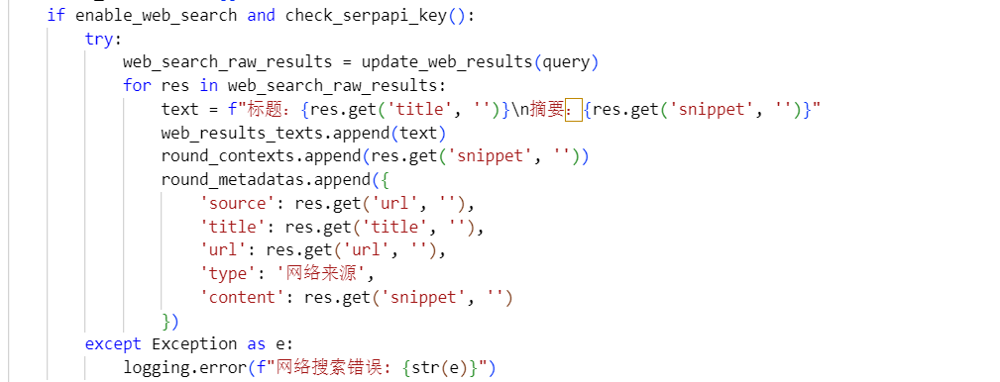 if enable_web_search and check_serpapi_key():
try:
web_search_raw_results = update_web_results(query)
for res in web_search_raw_results:
text = f"标题：{res.get('title', '')}\n摘要：{res.get('snippet', '')}"
web_results_texts.append(text)
round_contexts.append(res.get('snippet', ''))
round_metadatas.append({
'source': res.get('url', ''),
'title': res.get('title', ''),
'url': res.get('url', ''),
'type': '网络来源',
'content': res.get('snippet', '')
})
except Exception as e:
logging.error(f"网络搜索错误: {str(e)}")